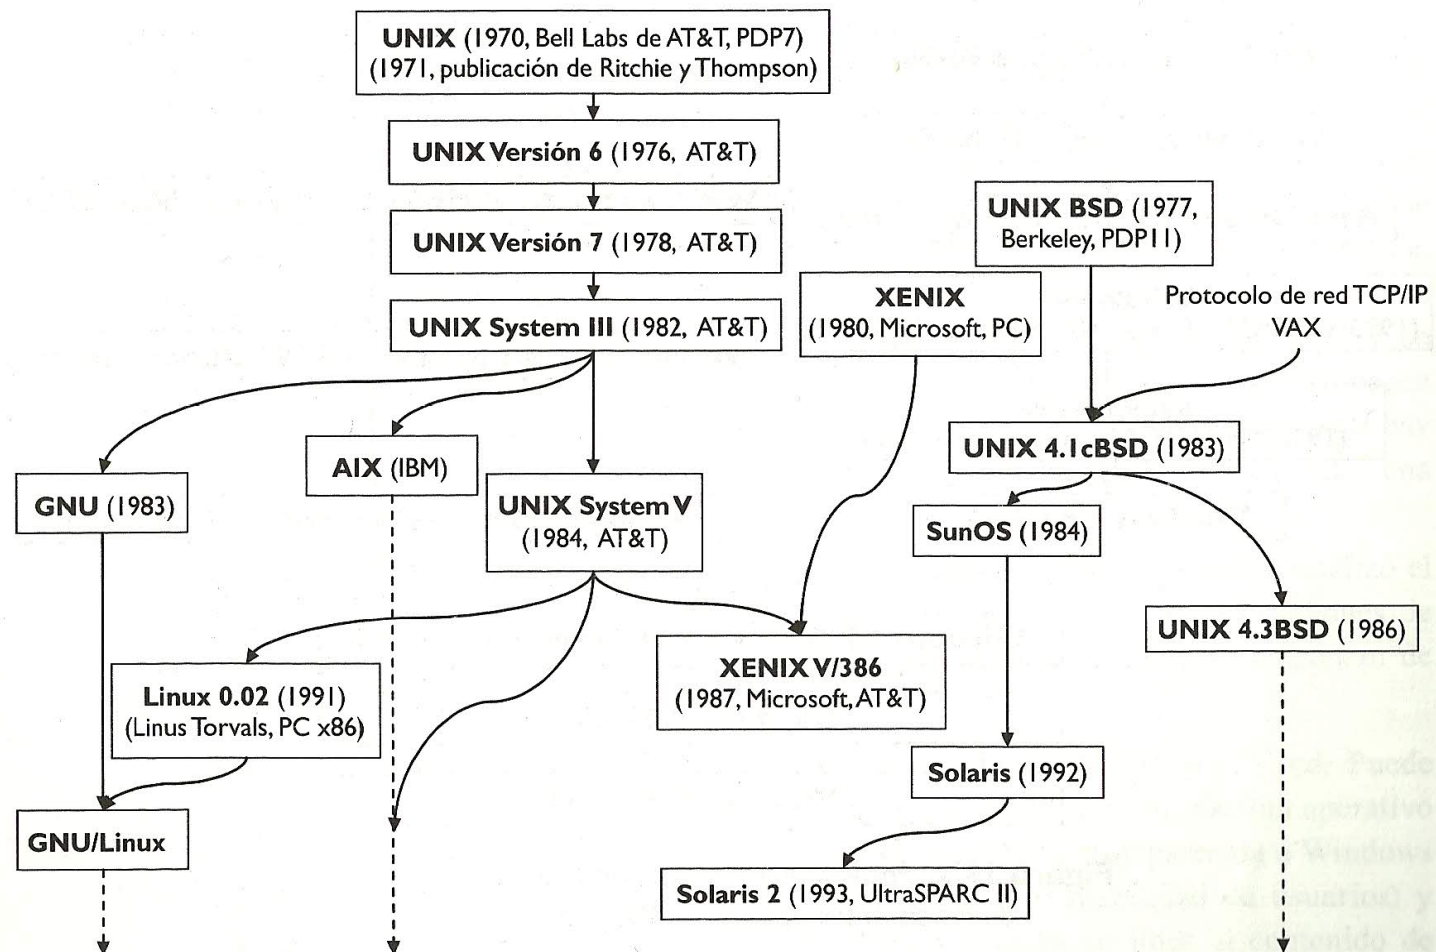 UNIX (1970, Bell Labs de AT&T, PDP7)
(1971, publicación de Ritchie y Thompson)
UNIX Versión 6 (1976, AT&T)
UNIX BSD (1977,
Berkeley, PDP11)
UNIX Versión 7 (1978, AT&T)
XENIX
(1980, Microsoft, PC)
Protocolo de red TCP/IP
VAX
UNIX System III (1982, AT&T)
UNIX 4.1cBSD (1983)
AIX (IBM)
GNU (1983)
UNIX System V
(1984, AT&T)
SunOS (1984)
UNIX 4.3BSD (1986)
XENIX V/386
(1987, Microsoft, AT&T)
Linux 0.02 (1991)
(Linus Torvals, PC x86)
Solaris (1992)
GNU/Linux
Solaris 2 (1993, UltraSPARC II)